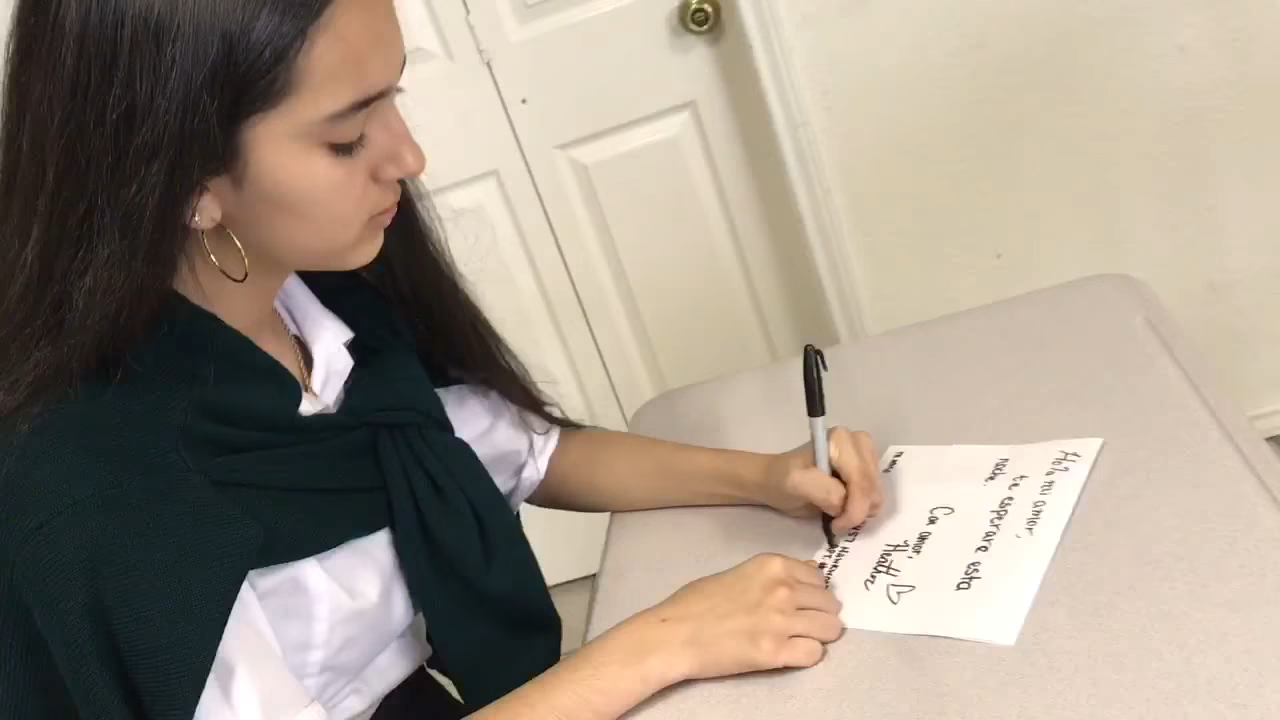 Hola mi amor,
te esperare esta
noche
Con amor,
Heather